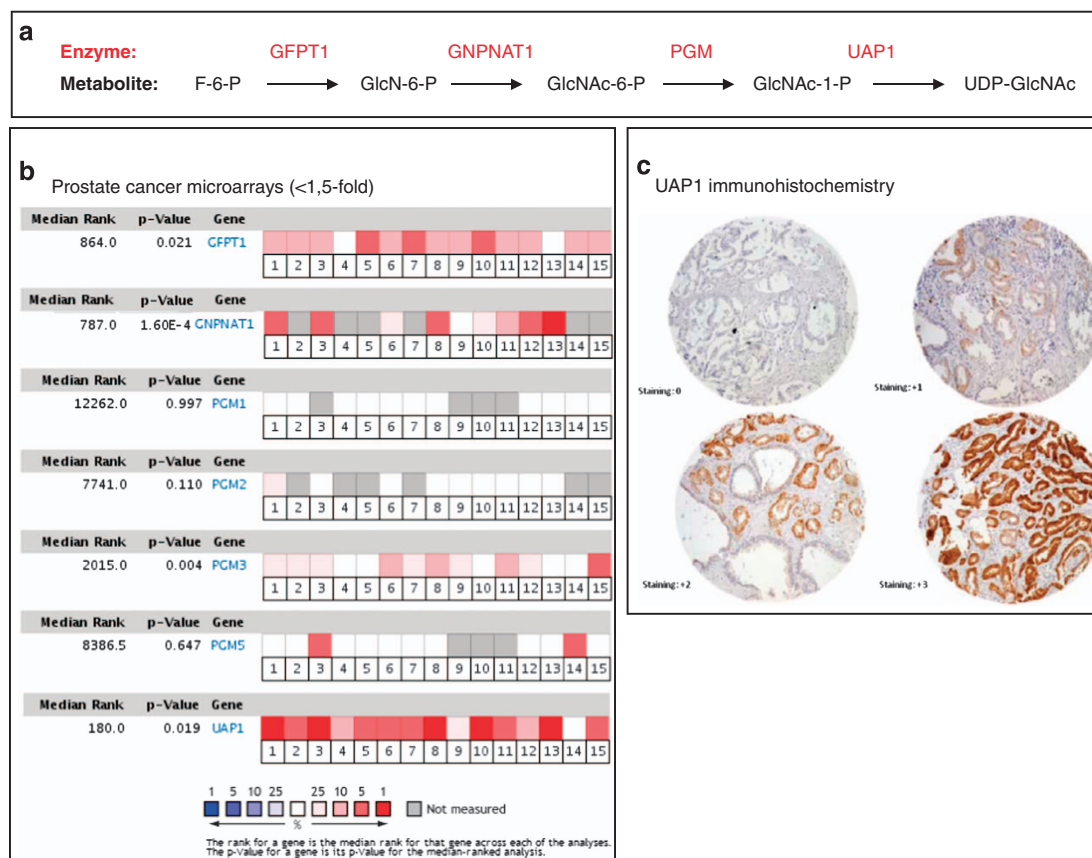 a
Enzyme: GFPT1 GNPNAT1 PGM UAP1
Metabolite: F-6-P GlcN-6-P GlcNAc-6-P GlcNAc-1-P UDP-GlcNAc
b
Prostate cancer microarrays (<1,5-fold)
Median Rank p-Value Gene
864.0 0.021 GFPT1
1 2 3 4 5 6 7 8 9 10 11 12 13 14 15
Median Rank p-Value Gene
787.0 1.60E-4 GNPNAT1
1 2 3 4 5 6 7 8 9 10 11 12 13 14 15
Median Rank p-Value Gene
12262.0 0.997 PGM1
1 2 3 4 5 6 7 8 9 10 11 12 13 14 15
Median Rank p-Value Gene
7741.0 0.110 PGM2
1 2 3 4 5 6 7 8 9 10 11 12 13 14 15
Median Rank p-Value Gene
2015.0 0.004 PGM3
1 2 3 4 5 6 7 8 9 10 11 12 13 14 15
Median Rank p-Value Gene
8386.5 0.647 PGM5
1 2 3 4 5 6 7 8 9 10 11 12 13 14 15
Median Rank p-Value Gene
180.0 0.019 UAP1
1 2 3 4 5 6 7 8 9 10 11 12 13 14 15
1 5 10 25 25 10 5 1
Not measured
%
The rank for a gene is the median rank for that gene across each of the analyses.
The p-Value for a gene is its p-Value for the median-ranked analysis.
c
UAP1 immunohistochemistry
Staining:0
Staining:+1
Staining:+2
Staining:+3